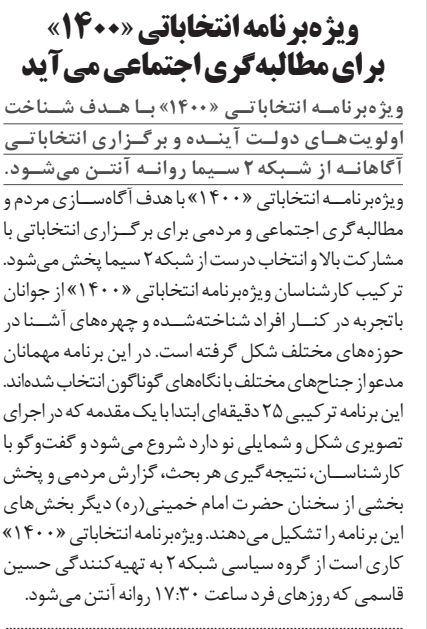 ویژه‌برنامه انتخاباتی «۱۴۰۰»
برای مطالبه‌گری اجتماعی می‌آید
ویژه‌برنامه انتخاباتی «۱۴۰۰» با هدف شناخت
اولویت‌های دولت آینده و برگزاری انتخاباتی
آگاهانه از شبکه ۲ سیما روانه آنتن می‌شود.
ویژه‌برنامه انتخاباتی «۱۴۰۰» با هدف آگاه‌سازی مردم و
مطالبه‌گری اجتماعی و مردمی برای برگزاری انتخاباتی با
مشارکت بالا و انتخاب درست از شبکه ۲ سیما پخش می‌شود.
ترکیب کارشناسان ویژه‌برنامه انتخاباتی «۱۴۰۰» از جوانان
باتجربه در کنار افراد شناخته‌شده و چهره‌های آشنا در
حوزه‌های مختلف شکل گرفته است. در این برنامه مهمانان
مدعو از جناح‌های مختلف با نگاه‌های گوناگون انتخاب شده‌اند.
این برنامه ترکیبی ۲۵ دقیقه‌ای ابتدا با یک مقدمه که در اجرای
تصویری شکل و شمایلی نو دارد شروع می‌شود و گفت‌وگو با
کارشناسان، نتیجه‌گیری هر بحث، گزارش مردمی و پخش
بخشی از سخنان حضرت امام خمینی(ره) دیگر بخش‌های
این برنامه را تشکیل می‌دهند. ویژه‌برنامه انتخاباتی «۱۴۰۰»
کاری است از گروه سیاسی شبکه ۲ به تهیه‌کنندگی حسین
قاسمی که روزهای فرد ساعت ۱۷:۳۰ روانه آنتن می‌شود.